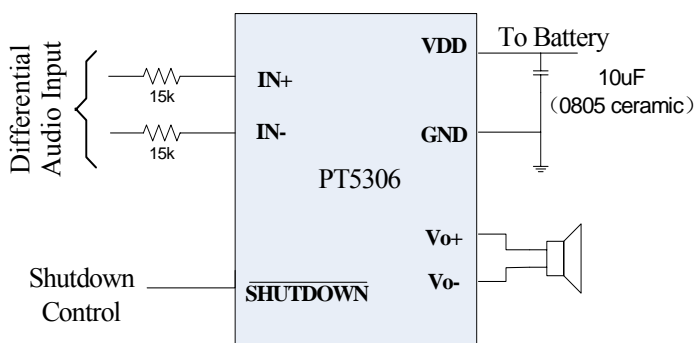 Differential
Audio Input
15k
15k
Shutdown
Control
IN+
IN-
SHUTDOWN
PT5306
VDD
GND
Vo+
Vo-
To Battery
10uF
（0805 ceramic）